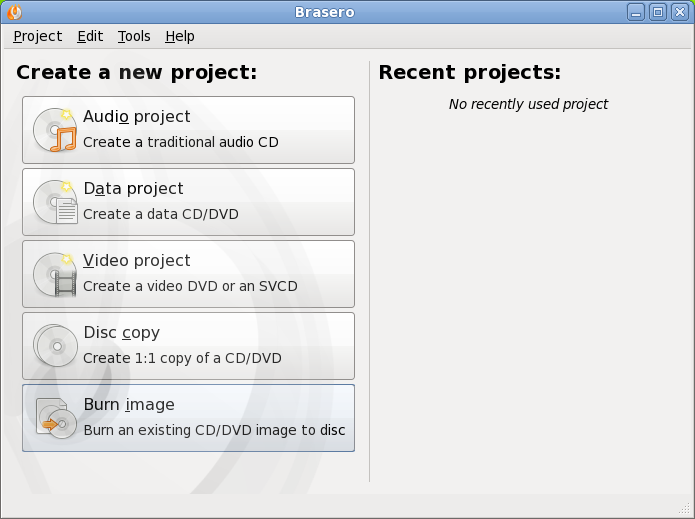 Brasero
Project Edit Tools Help
Create a new project:
Audio project
Create a traditional audio CD
Data project
Create a data CD/DVD
Video project
Create a video DVD or an SVCD
Disc copy
Create 1:1 copy of a CD/DVD
Burn image
Burn an existing CD/DVD image to disc
Recent projects:
No recently used project